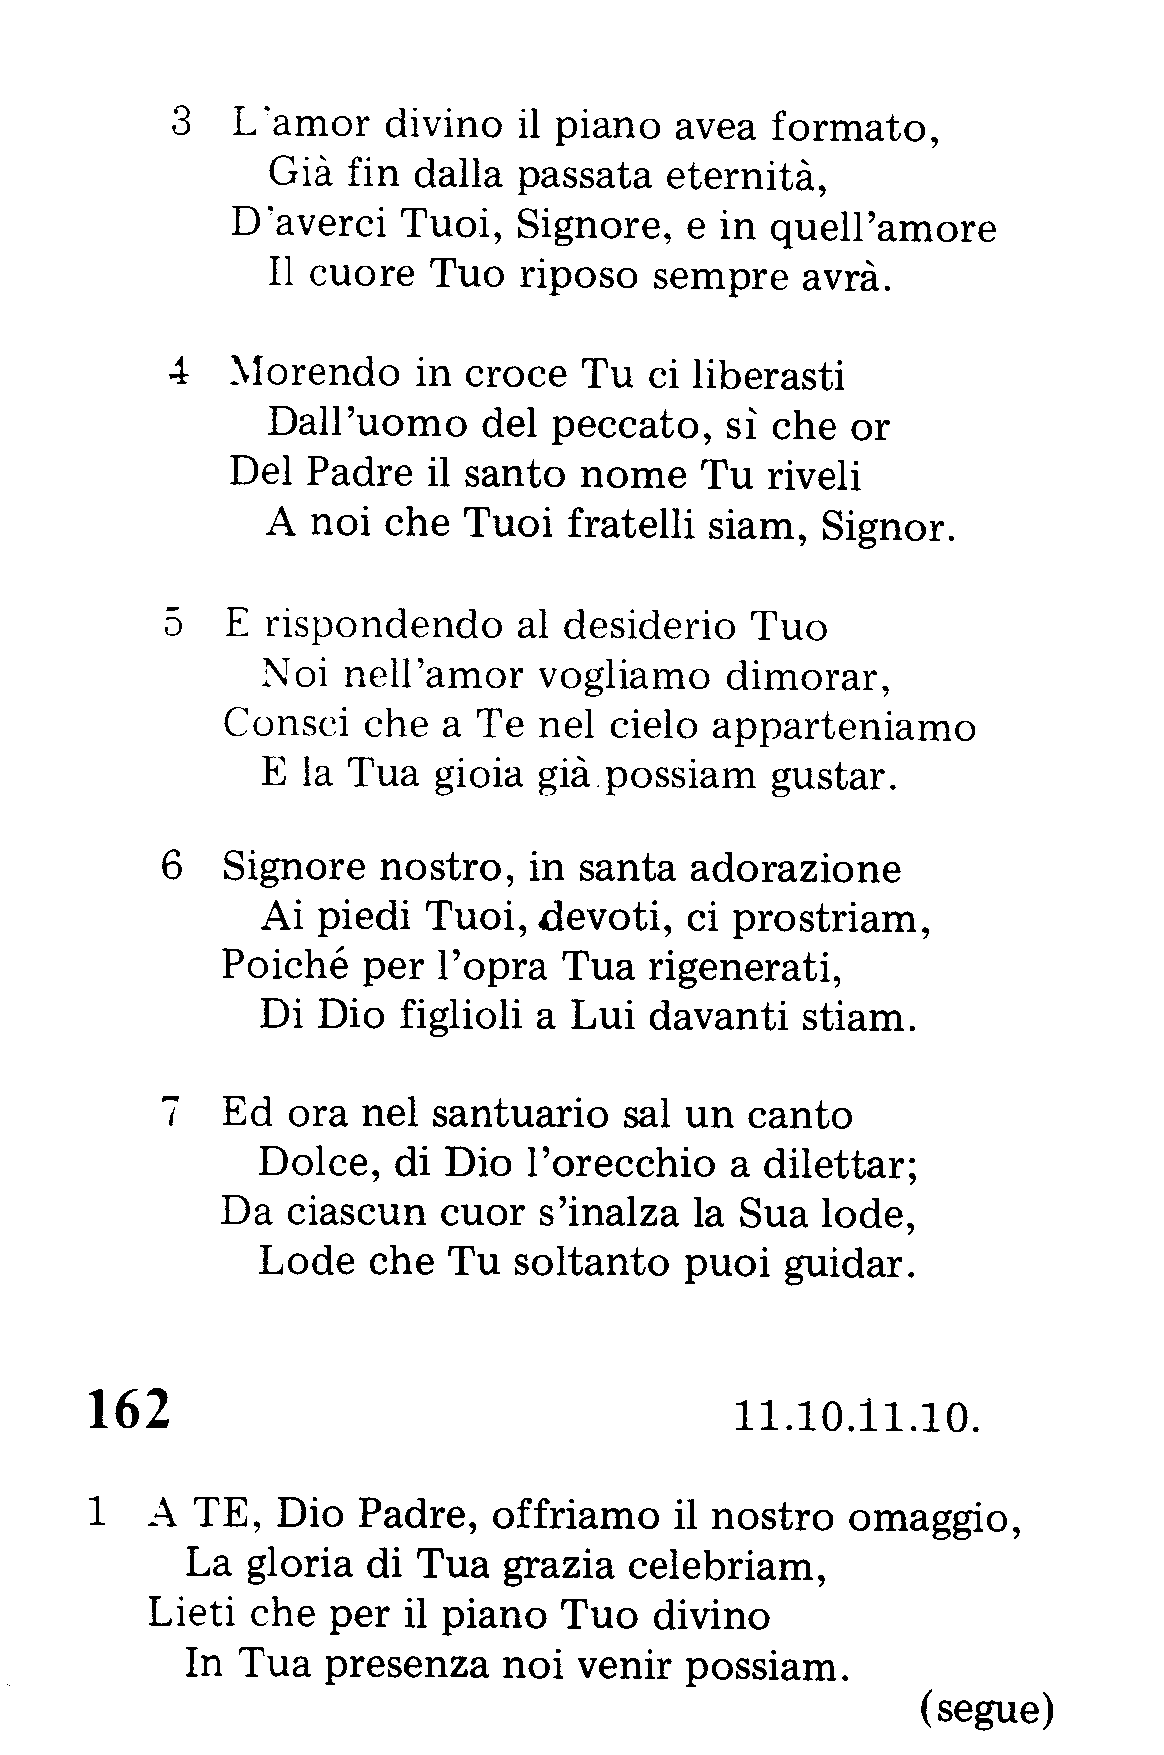 3 L'amor divino il piano avea formato,
Già fin dalla passata eternità,
D'averci Tuoi, Signore, e in quell'amore
Il cuore Tuo riposo sempre avrà.
4 Morendo in croce Tu ci liberasti
Dall'uomo del peccato, sì che or
Del Padre il santo nome Tu riveli
A noi che Tuoi fratelli siam, Signor.
5 E rispondendo al desiderio Tuo
Noi nell'amor vogliamo dimorar,
Consci che a Te nel cielo apparteniamo
E la Tua gioia già possiam gustar.
6 Signore nostro, in santa adorazione
Ai piedi Tuoi, devoti, ci prostriam,
Poiché per l'opra Tua rigenerati,
Di Dio figlioli a Lui davanti stiam.
7 Ed ora nel santuario sal un canto
Dolce, di Dio l'orecchio a dilettar;
Da ciascun cuor s'inalza la Sua lode,
Lode che Tu soltanto puoi guidar.
162 11.10.11.10.
1 A TE, Dio Padre, offriamo il nostro omaggio,
La gloria di Tua grazia celebriam,
Lieti che per il piano Tuo divino
In Tua presenza noi venir possiam.
(segue)